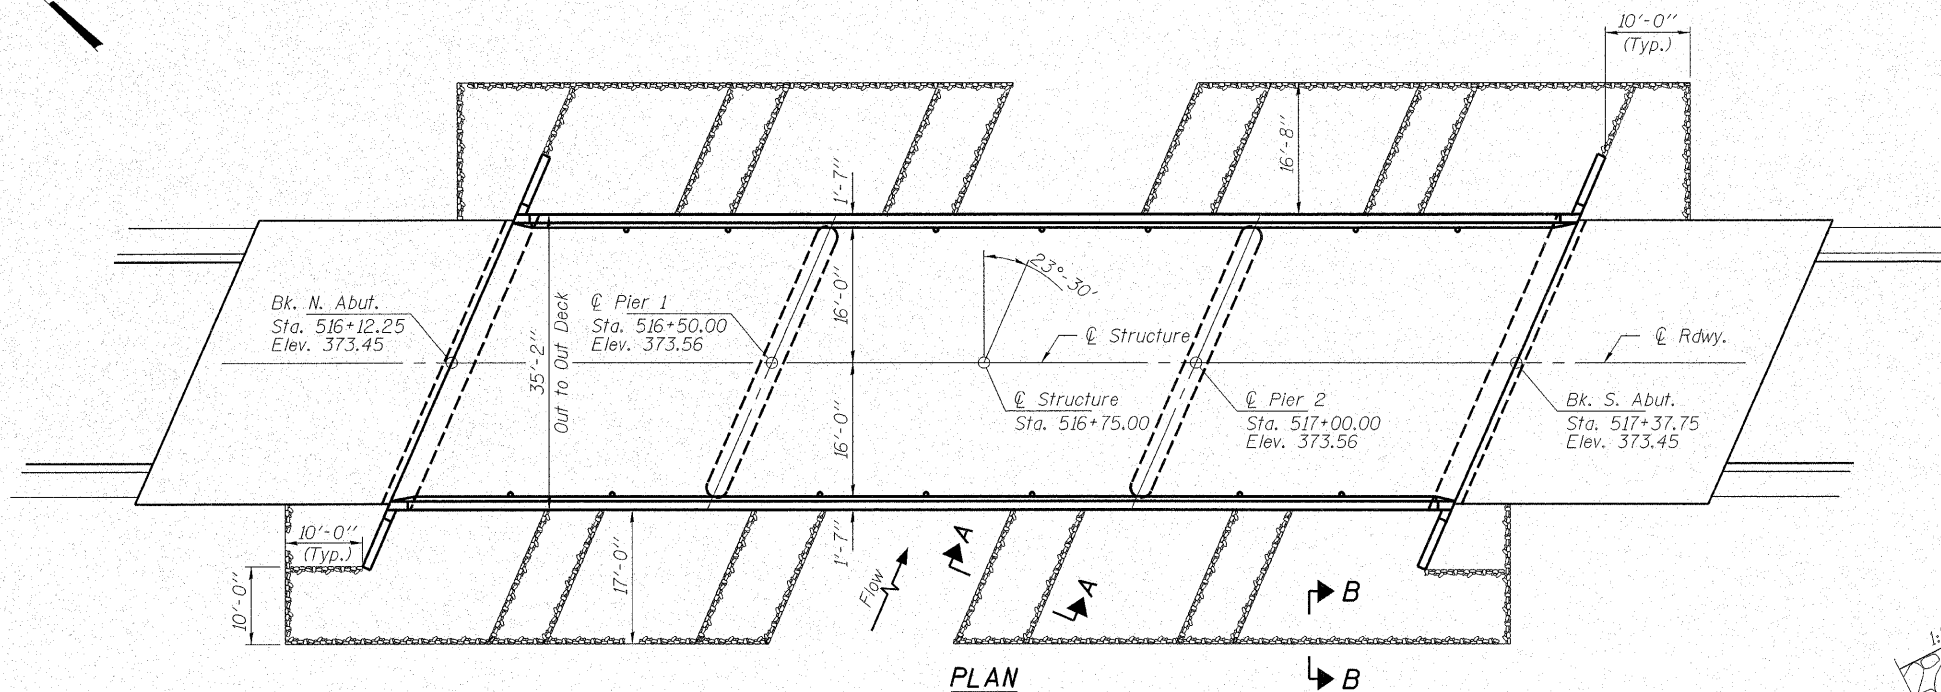 10'-0"
(Typ.)
16'-8"
1'-7"
23°-30'
Bk. N. Abut.
Sta. 516+12.25
Elev. 373.45
35'-2"
Out to Out Deck
℄ Pier 1
Sta. 516+50.00
Elev. 373.56
16'-0"
℄ Structure
℄ Rdwy.
16'-0"
℄ Structure
Sta. 516+75.00
℄ Pier 2
Sta. 517+00.00
Elev. 373.56
Bk. S. Abut.
Sta. 517+37.75
Elev. 373.45
10'-0"
(Typ.)
10'-0"
17'-0"
1'-7"
Flow
A
A
B
B
PLAN